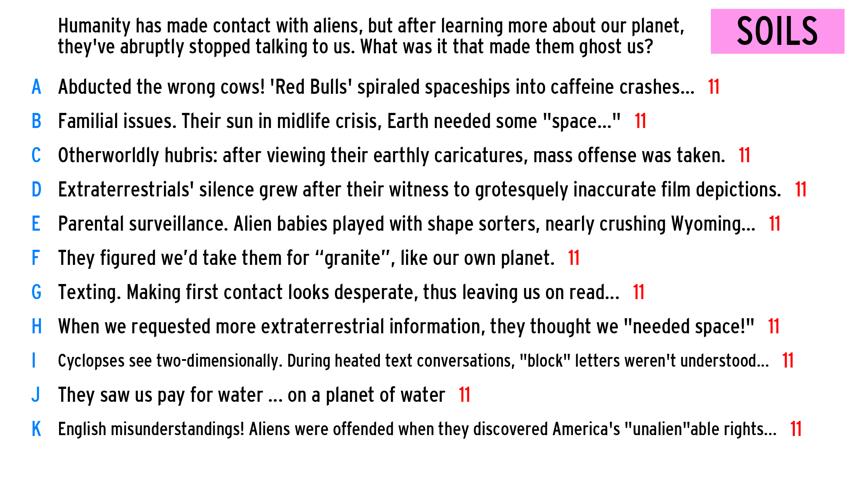 Humanity has made contact with aliens, but after learning more about our planet,
they've abruptly stopped talking to us. What was it that made them ghost us?
SOILS
A Abducted the wrong cows! 'Red Bulls' spiraled spaceships into caffeine crashes... 11
B Familial issues. Their sun in midlife crisis, Earth needed some "space..." 11
C Otherworldly hubris: after viewing their earthly caricatures, mass offense was taken. 11
D Extraterrestrials' silence grew after their witness to grotesquely inaccurate film depictions. 11
E Parental surveillance. Alien babies played with shape sorters, nearly crushing Wyoming... 11
F They figured we’d take them for “granite”, like our own planet. 11
G Texting. Making first contact looks desperate, thus leaving us on read... 11
H When we requested more extraterrestrial information, they thought we "needed space!" 11
I Cyclopses see two-dimensionally. During heated text conversations, "block" letters weren't understood... 11
J They saw us pay for water ... on a planet of water 11
K English misunderstandings! Aliens were offended when they discovered America's "unalien"able rights... 11